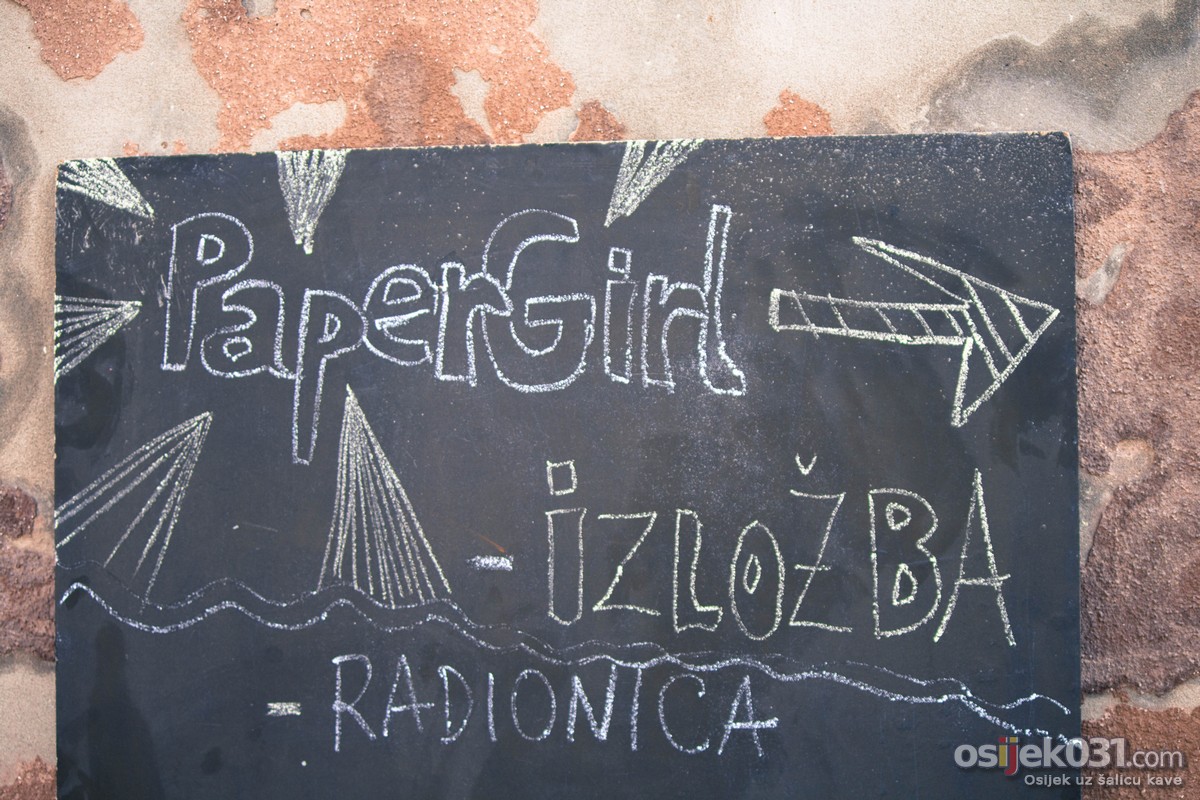 PaperGirl
- iZLOŽBA
- RADIONICA
osijek031.com
Osijek uz šalicu kave